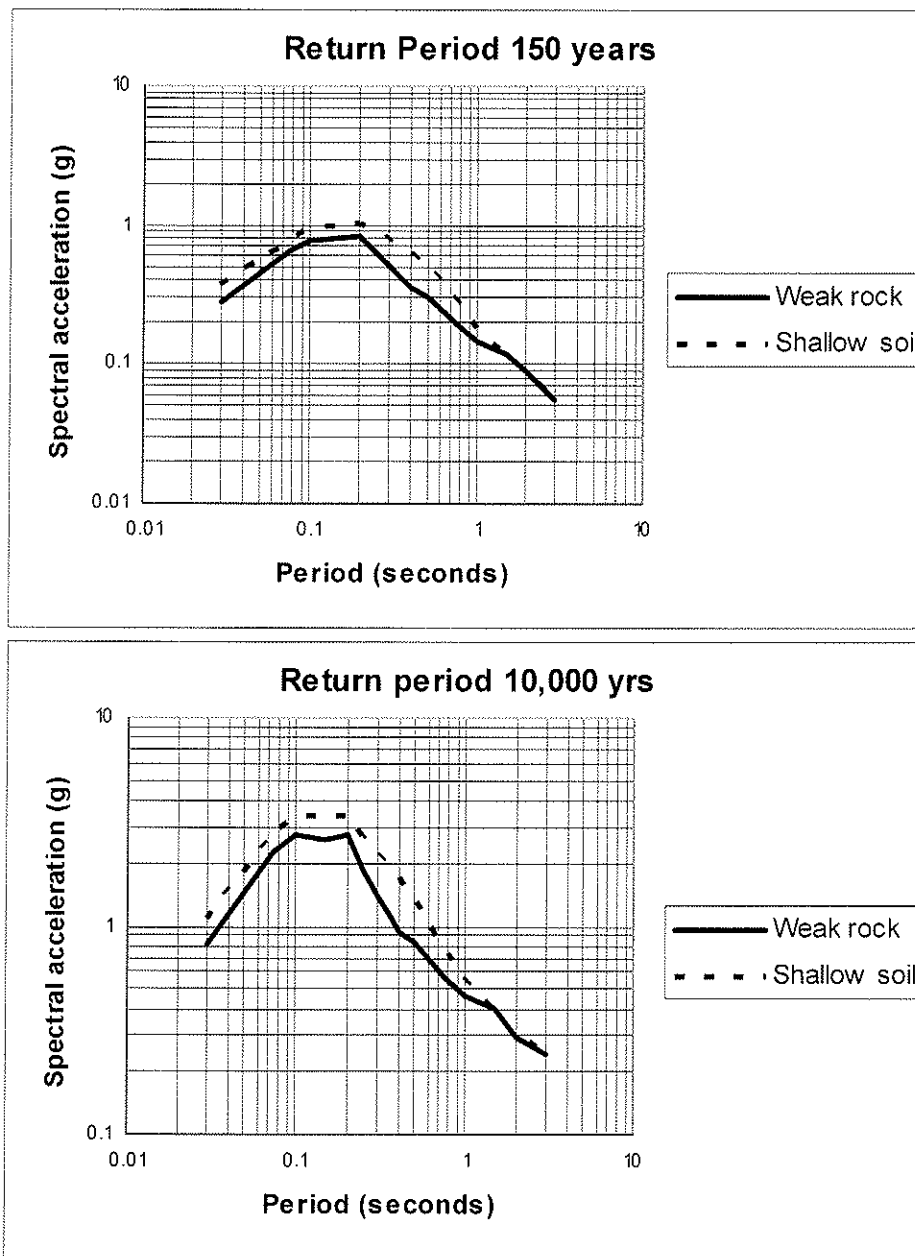 Return Period 150 years
10
1
0.1
0.01
0.01
0.1
1
10
Spectral acceleration (g)
Period (seconds)
Weak rock
Shallow soil
Return period 10,000 yrs
10
1
0.1
0.01
0.1
1
10
Spectral acceleration (g)
Period (seconds)
Weak rock
Shallow soil